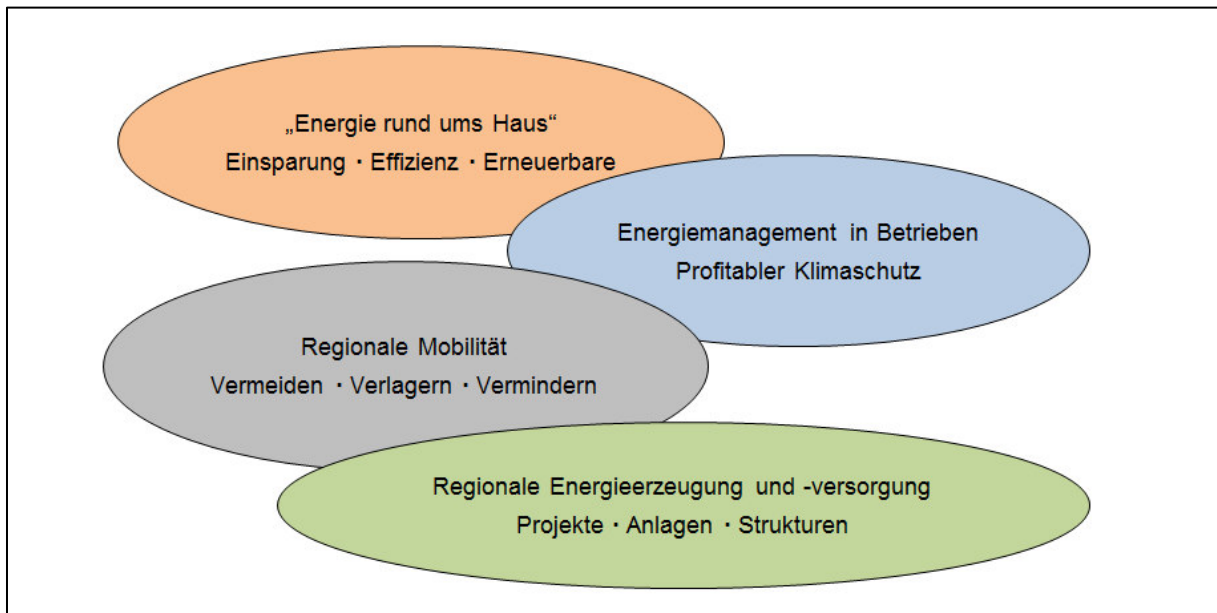 „Energie rund ums Haus“
Einsparung · Effizienz · Erneuerbare
Energiemanagement in Betrieben
Profitabler Klimaschutz
Regionale Mobilität
Vermeiden · Verlagern · Vermindern
Regionale Energieerzeugung und -versorgung
Projekte · Anlagen · Strukturen